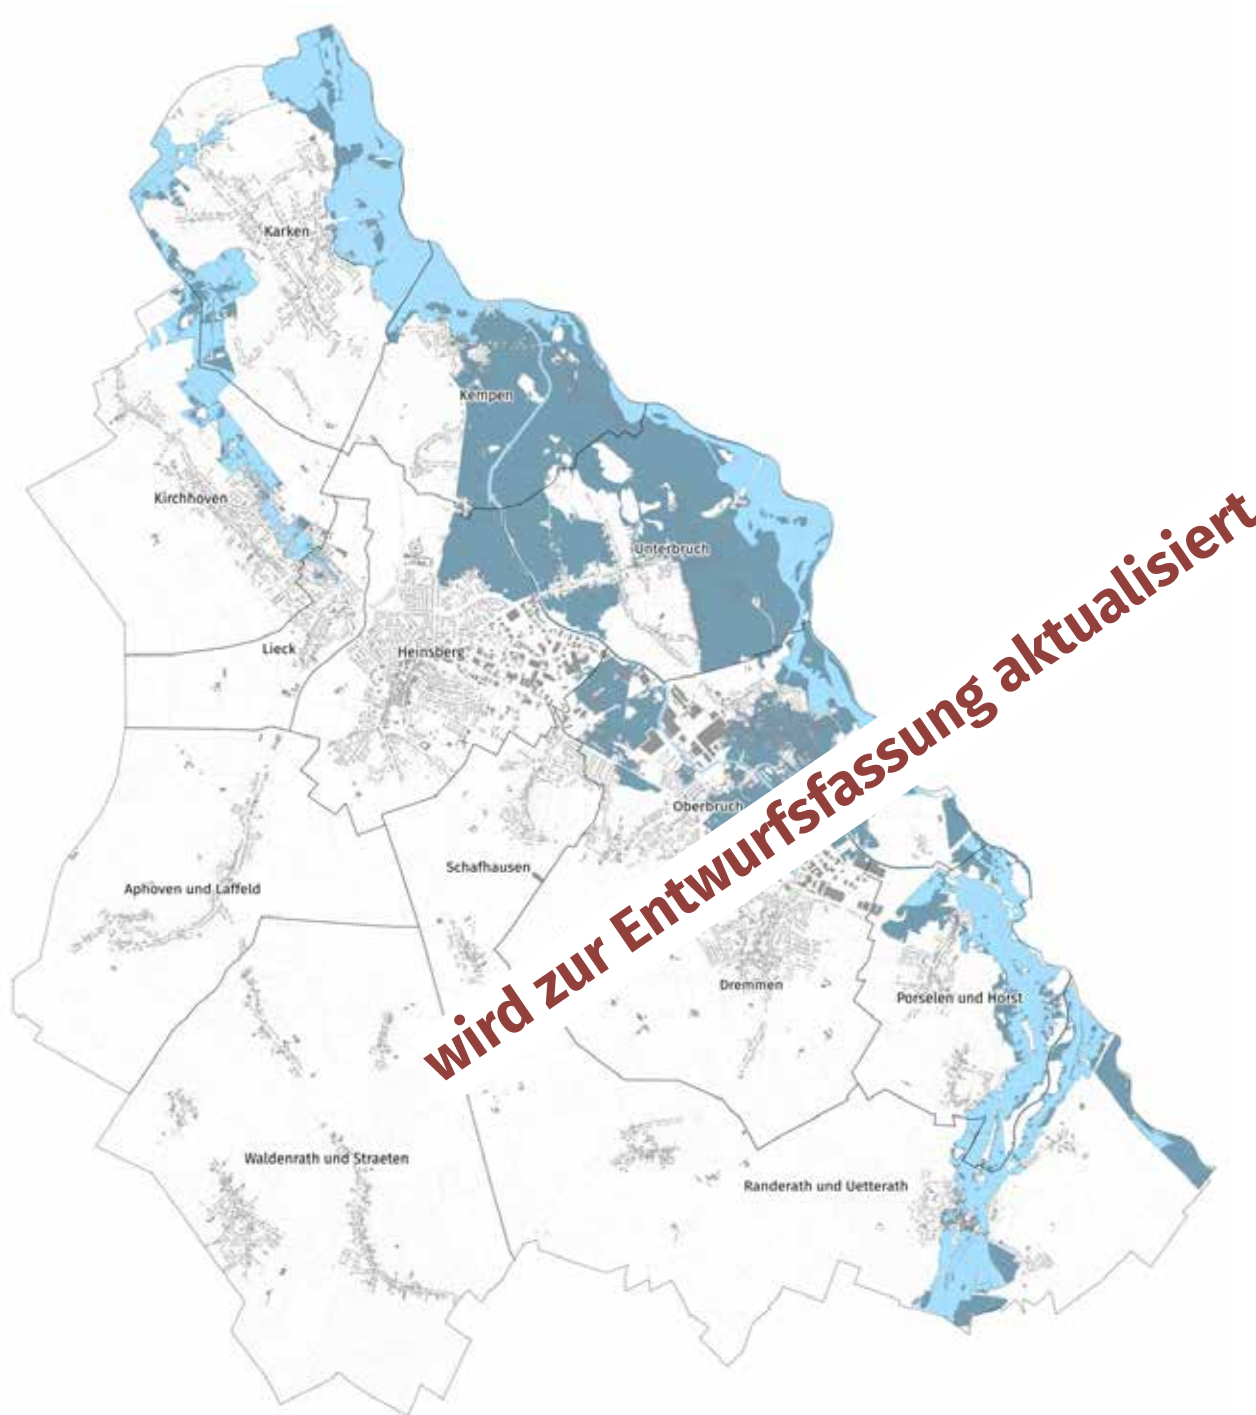 Karken
Kempen
Kirchhoven
Unterbruch
Lieck
Heinsberg
Oberbruch
Schafhausen
Aphoven und Laffeld
Dremmen
Porselen und Horst
Waldenrath und Straeten
Randerath und Uetterath
wird zur Entwurfsfassung aktualisiert